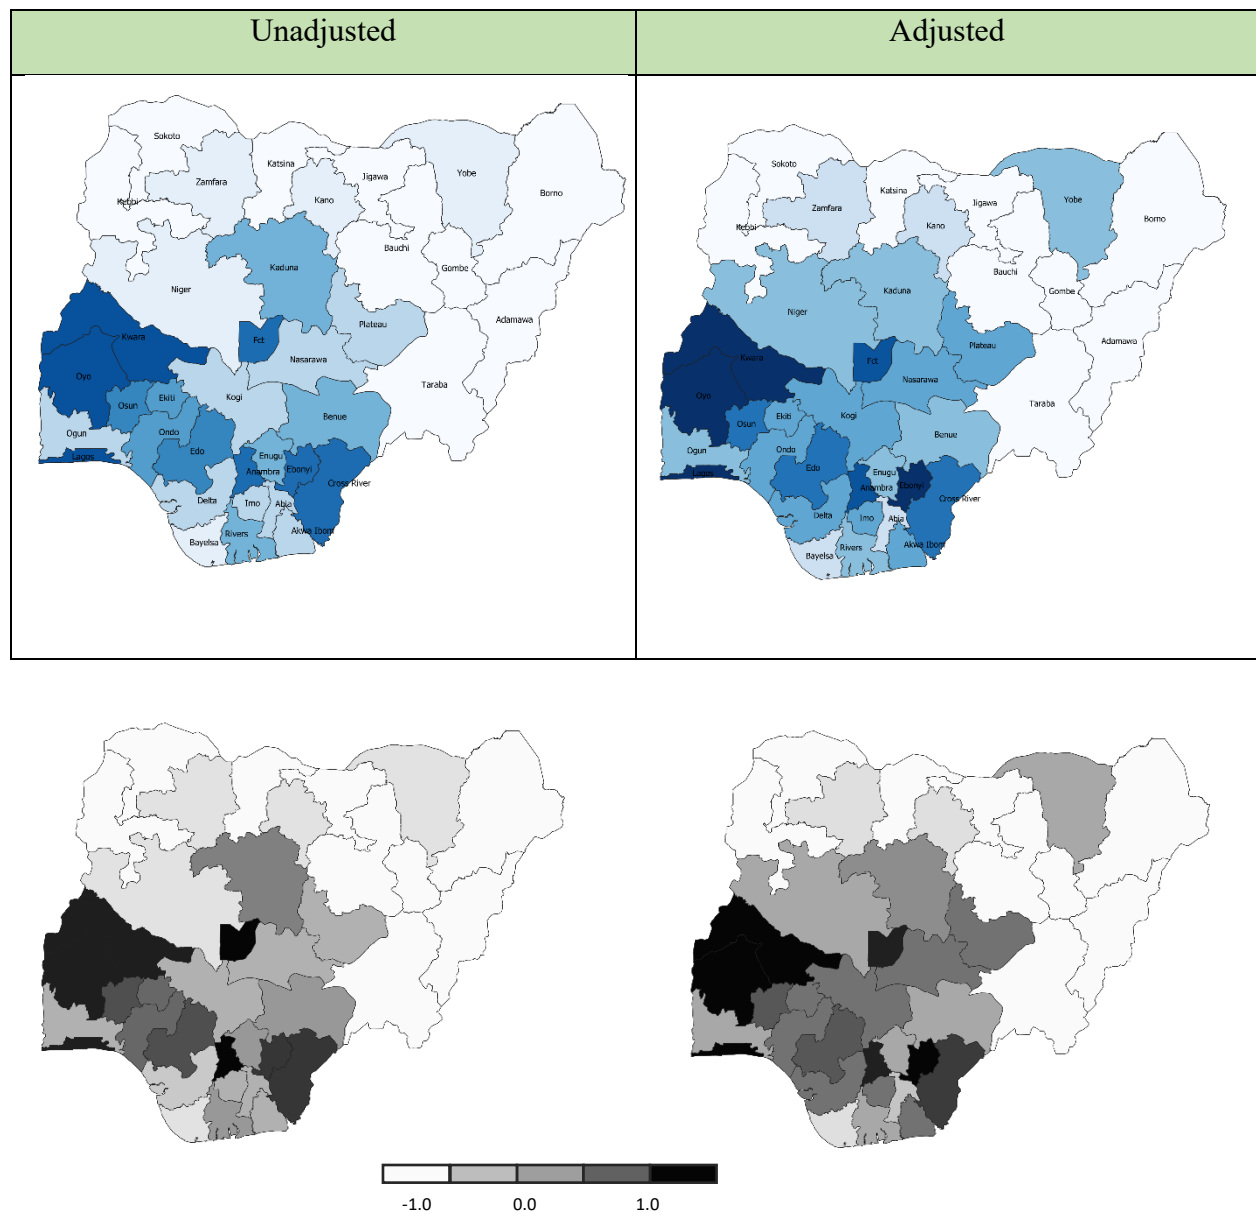 Unadjusted
Adjusted
Sokoto
Katsina
Jigawa
Yobe
Borno
Zamfara
Kano
Kebbi
Bauchi
Gombe
Kaduna
Niger
Adamawa
Plateau
Fct
Kwara
Nasarawa
Taraba
Oyo
Kogi
Osun
Ekiti
Benue
Ogun
Ondo
Edo
Lagos
Enugu
Anambra
Ebonyi
Cross River
Delta
Imo
Abia
Akwa Ibom
Rivers
Bayelsa
Sokoto
Katsina
Jigawa
Yobe
Borno
Zamfara
Kano
Kebbi
Bauchi
Gombe
Kaduna
Niger
Adamawa
Plateau
Fct
Kwara
Nasarawa
Taraba
Oyo
Kogi
Osun
Ekiti
Benue
Ogun
Ondo
Edo
Lagos
Enugu
Anambra
Ebonyi
Cross River
Delta
Imo
Abia
Akwa Ibom
Rivers
Bayelsa
-1.0 0.0 1.0